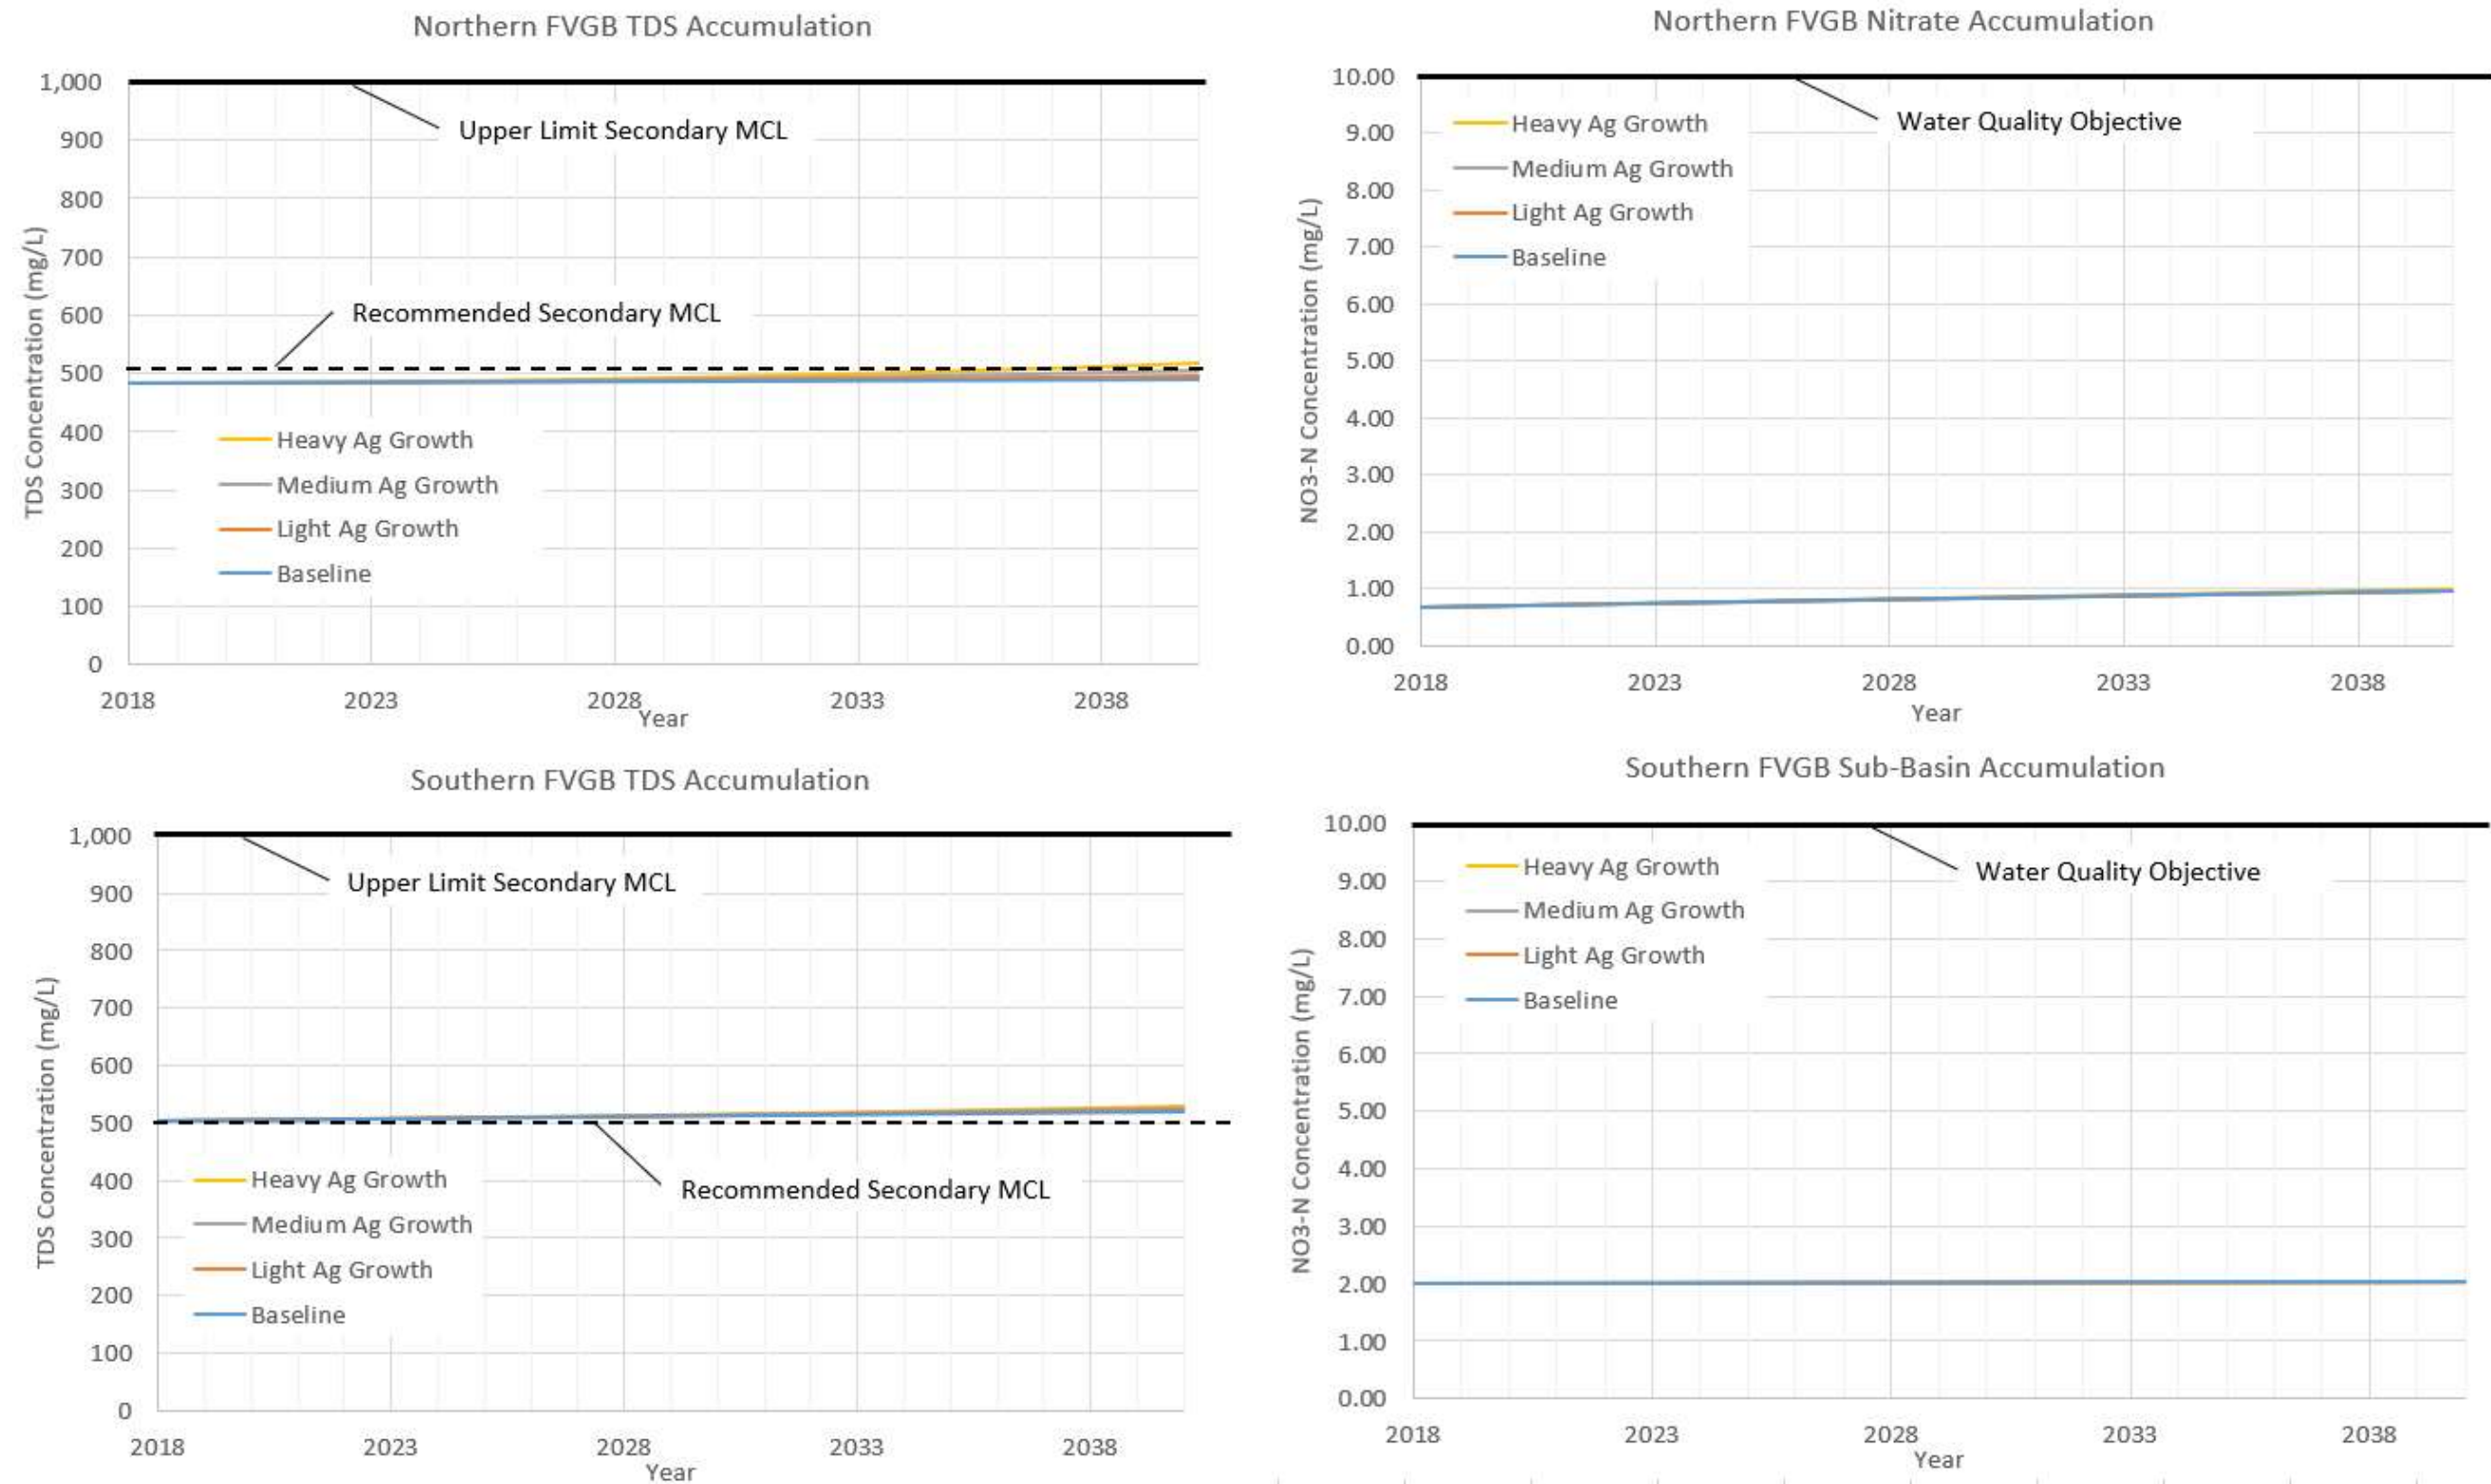 Northern FVGB TDS Accumulation
TDS Concentration (mg/L)
1,000
900
800
700
600
500
400
300
200
100
0
Upper Limit Secondary MCL
Recommended Secondary MCL
Heavy Ag Growth
Medium Ag Growth
Light Ag Growth
Baseline
2018 2023 2028 2033 2038
Year
Northern FVGB Nitrate Accumulation
NO3-N Concentration (mg/L)
10.00
9.00
8.00
7.00
6.00
5.00
4.00
3.00
2.00
1.00
0.00
Water Quality Objective
Heavy Ag Growth
Medium Ag Growth
Light Ag Growth
Baseline
2018 2023 2028 2033 2038
Year
Southern FVGB TDS Accumulation
TDS Concentration (mg/L)
1,000
900
800
700
600
500
400
300
200
100
0
Upper Limit Secondary MCL
Recommended Secondary MCL
Heavy Ag Growth
Medium Ag Growth
Light Ag Growth
Baseline
2018 2023 2028 2033 2038
Year
Southern FVGB Sub-Basin Accumulation
NO3-N Concentration (mg/L)
10.00
9.00
8.00
7.00
6.00
5.00
4.00
3.00
2.00
1.00
0.00
Water Quality Objective
Heavy Ag Growth
Medium Ag Growth
Light Ag Growth
Baseline
2018 2023 2028 2033 2038
Year